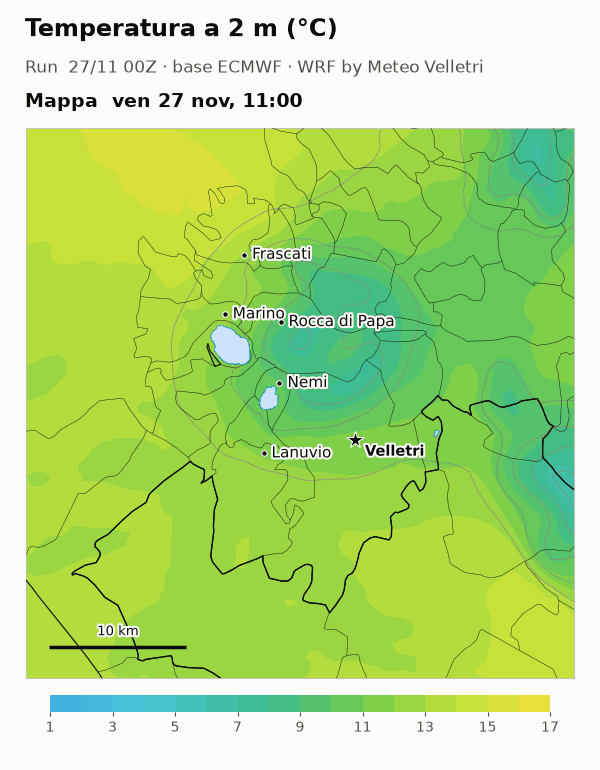 Temperatura a 2 m (°C)
Run  27/11 00Z · base ECMWF · WRF by Meteo Velletri
Mappa  ven 27 nov, 11:00
Frascati
Marino
Rocca di Papa
Nemi
Velletri
Lanuvio
10 km
1 3 5 7 9 11 13 15 17